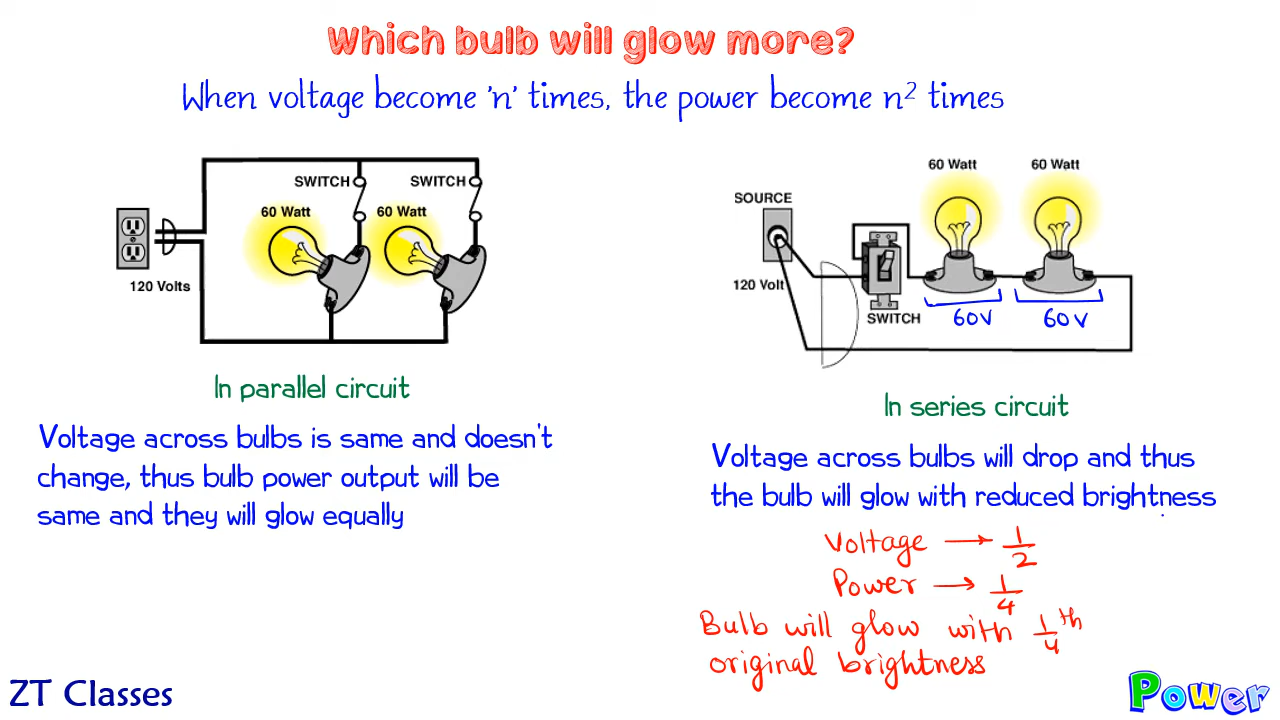 Which bulb will glow more?
When voltage become 'n' times, the power become n² times
SWITCH
SWITCH
60 Watt
60 Watt
120 Volts
In parallel circuit
Voltage across bulbs is same and doesn't
change, thus bulb power output will be
same and they will glow equally
60 Watt
60 Watt
SOURCE
120 Volt
SWITCH
60V
60V
In series circuit
Voltage across bulbs will drop and thus
the bulb will glow with reduced brightness
Voltage → 1/2
Power → 1/4
Bulb will glow with 1/4th
original brightness
ZT Classes
Power